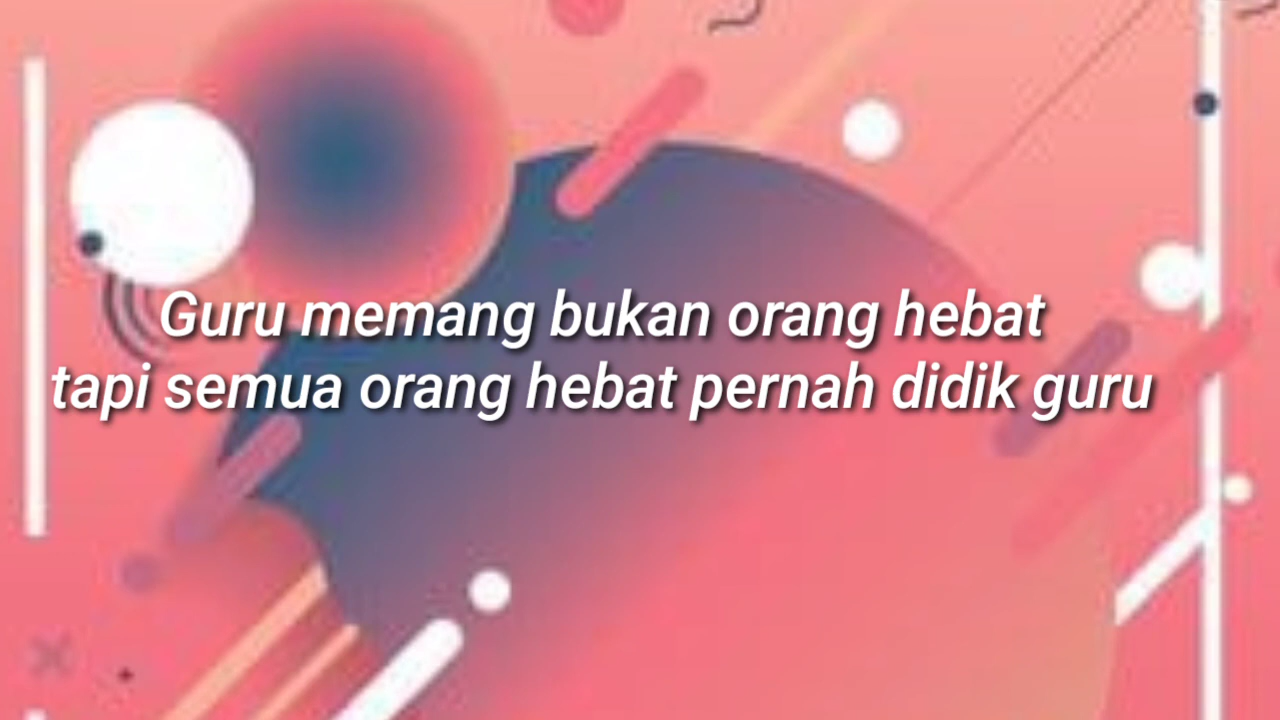 Guru memang bukan orang hebat
tapi semua orang hebat pernah didik guru